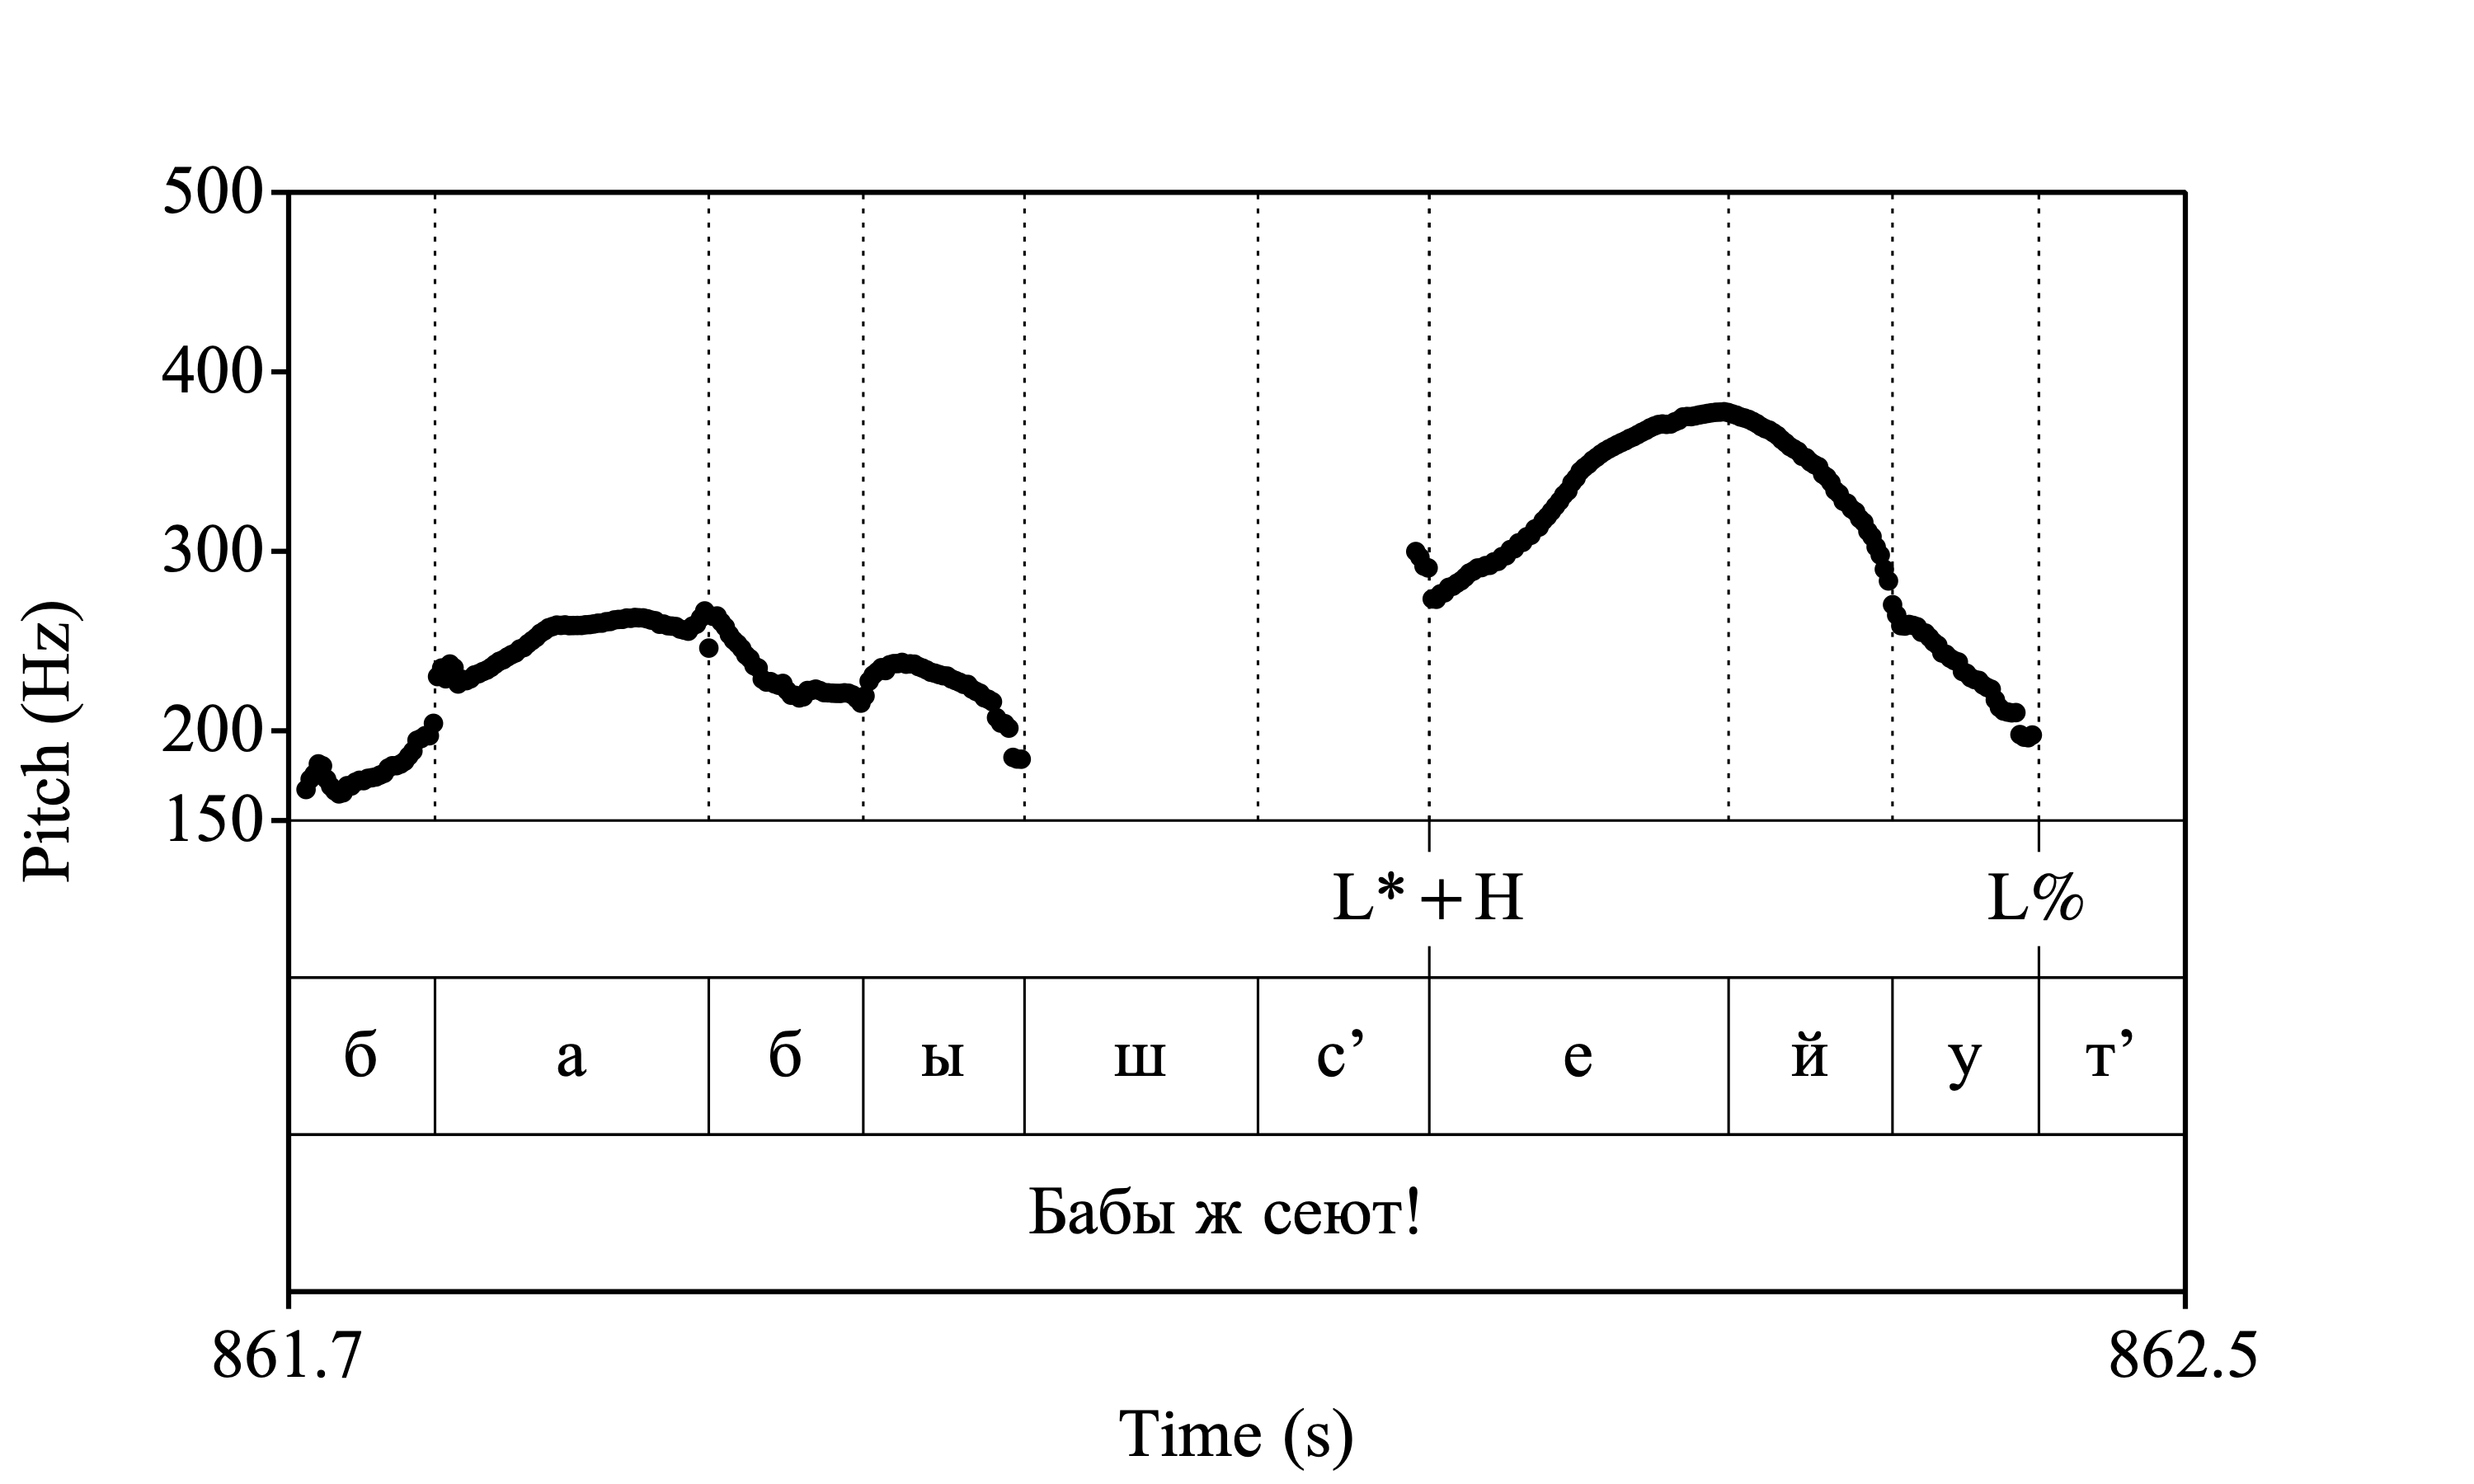 500
400
300
200
150
Pitch (Hz)
L*+H L%
б а б ы ш с’ е й у т’
Бабы ж сеют!
861.7 862.5
Time (s)